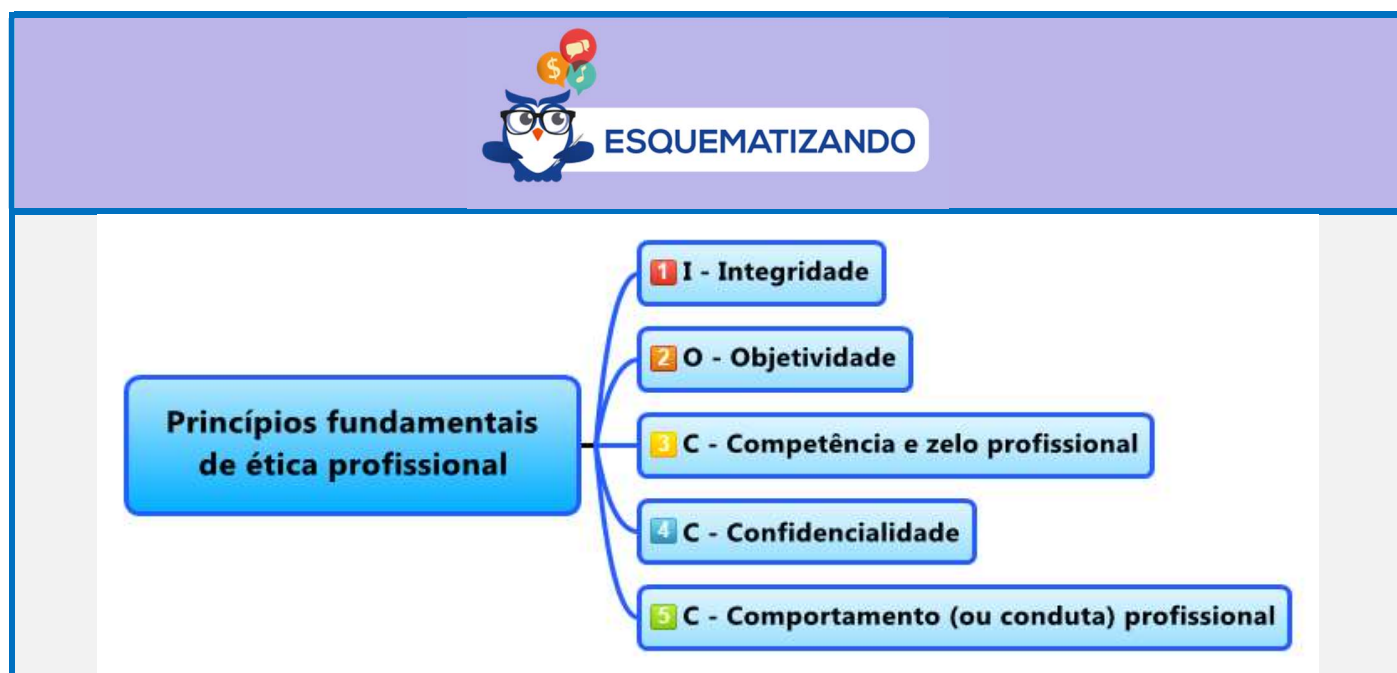 $
ESQUEMATIZANDO
Princípios fundamentais
de ética profissional
1 I - Integridade
2 O - Objetividade
3 C - Competência e zelo profissional
4 C - Confidencialidade
5 C - Comportamento (ou conduta) profissional